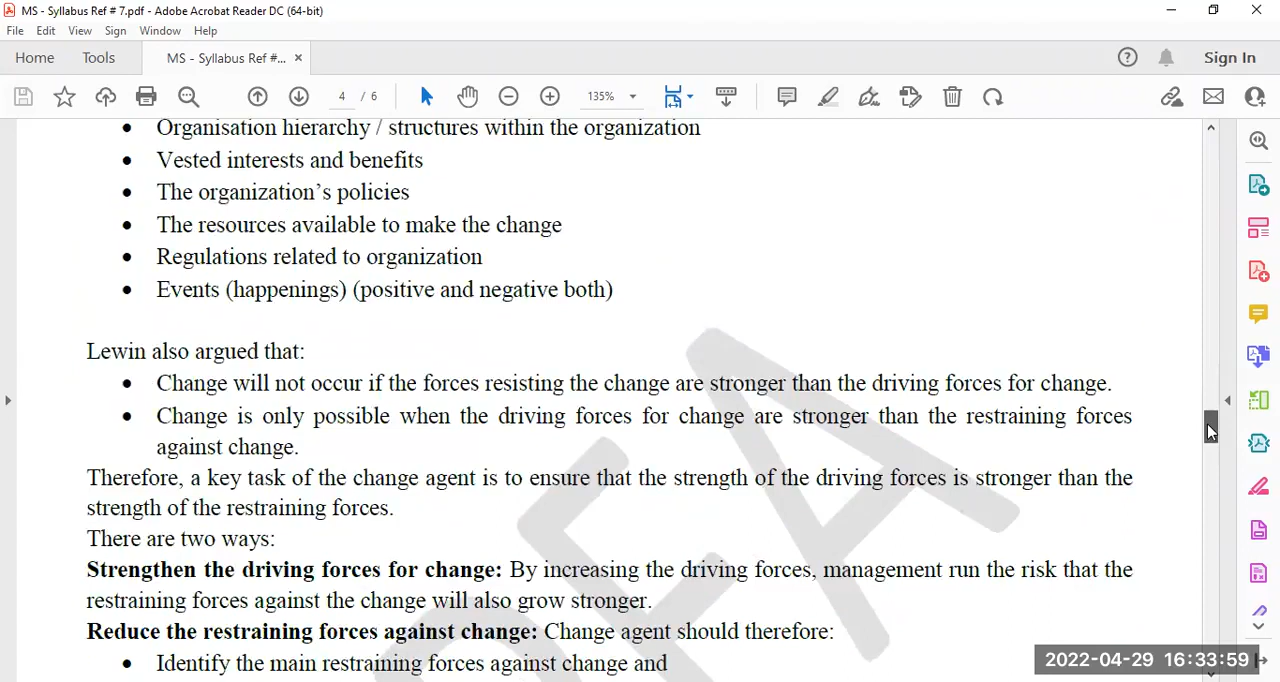 MS - Syllabus Ref # 7.pdf - Adobe Acrobat Reader DC (64-bit)
File Edit View Sign Window Help
Home Tools MS - Syllabus Ref #... × Sign In
4 / 6 135%
• Organisation hierarchy / structures within the organization
• Vested interests and benefits
• The organization’s policies
• The resources available to make the change
• Regulations related to organization
• Events (happenings) (positive and negative both)
Lewin also argued that:
• Change will not occur if the forces resisting the change are stronger than the driving forces for change.
• Change is only possible when the driving forces for change are stronger than the restraining forces
against change.
Therefore, a key task of the change agent is to ensure that the strength of the driving forces is stronger than the
strength of the restraining forces.
There are two ways:
Strengthen the driving forces for change: By increasing the driving forces, management run the risk that the
restraining forces against the change will also grow stronger.
Reduce the restraining forces against change: Change agent should therefore:
• Identify the main restraining forces against change and
2022-04-29 16:33:59